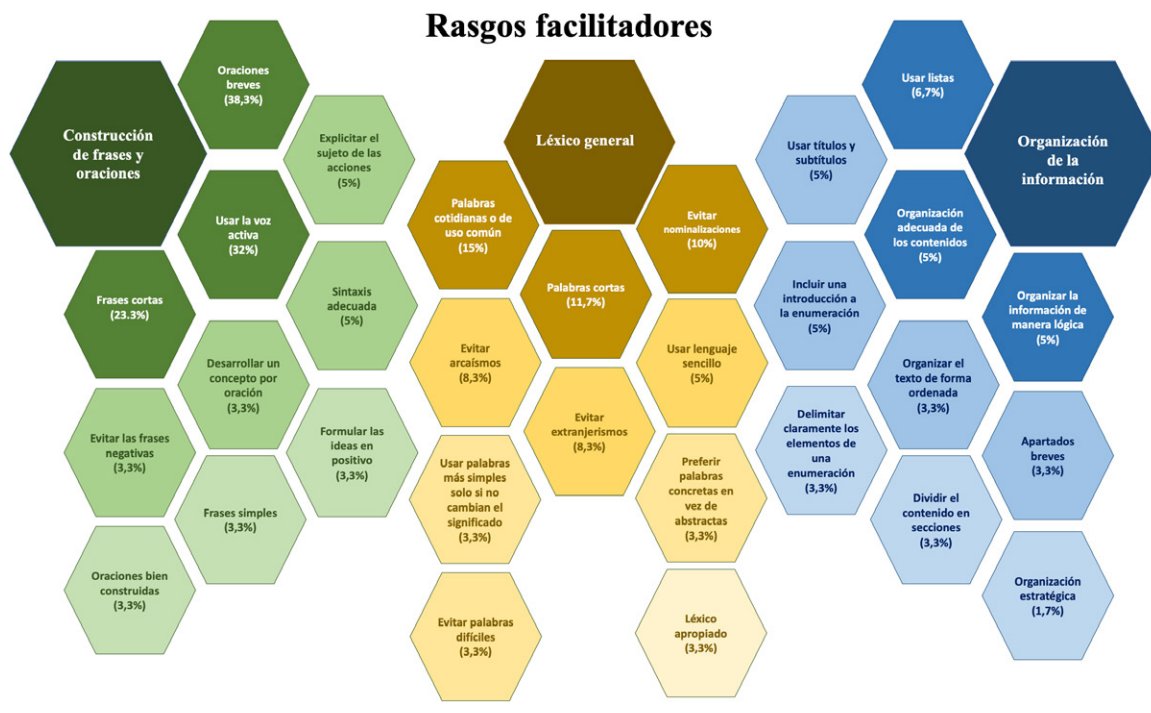 Rasgos facilitadores
Construcción
de frases y
oraciones
Oraciones
breves
(38,3%)
Explicitar el
sujeto de las
acciones
(5%)
Usar la voz
activa
(32%)
Frases cortas
(23.3%)
Sintaxis
adecuada
(5%)
Desarrollar un
concepto por
oración
(3,3%)
Evitar las frases
negativas
(3,3%)
Formular las
ideas en
positivo
(3,3%)
Frases simples
(3,3%)
Oraciones bien
construidas
(3,3%)
Léxico general
Palabras
cotidianas o de
uso común
(15%)
Evitar
nominalizaciones
(10%)
Palabras cortas
(11,7%)
Evitar
arcaísmos
(8,3%)
Usar lenguaje
sencillo
(5%)
Evitar
extranjerismos
(8,3%)
Usar palabras
más simples
solo si no
cambian el
significado
(3,3%)
Preferir
palabras
concretas en
vez de
abstractas
(3,3%)
Evitar palabras
difíciles
(3,3%)
Léxico
apropiado
(3,3%)
Organización
de la
información
Usar listas
(6,7%)
Usar títulos y
subtítulos
(5%)
Organización
adecuada de
los contenidos
(5%)
Incluir una
introducción a
la enumeración
(5%)
Organizar la
información de
manera lógica
(5%)
Organizar el
texto de forma
ordenada
(3,3%)
Delimitar
claramente los
elementos de
una
enumeración
(3,3%)
Apartados
breves
(3,3%)
Dividir el
contenido en
secciones
(3,3%)
Organización
estratégica
(1,7%)